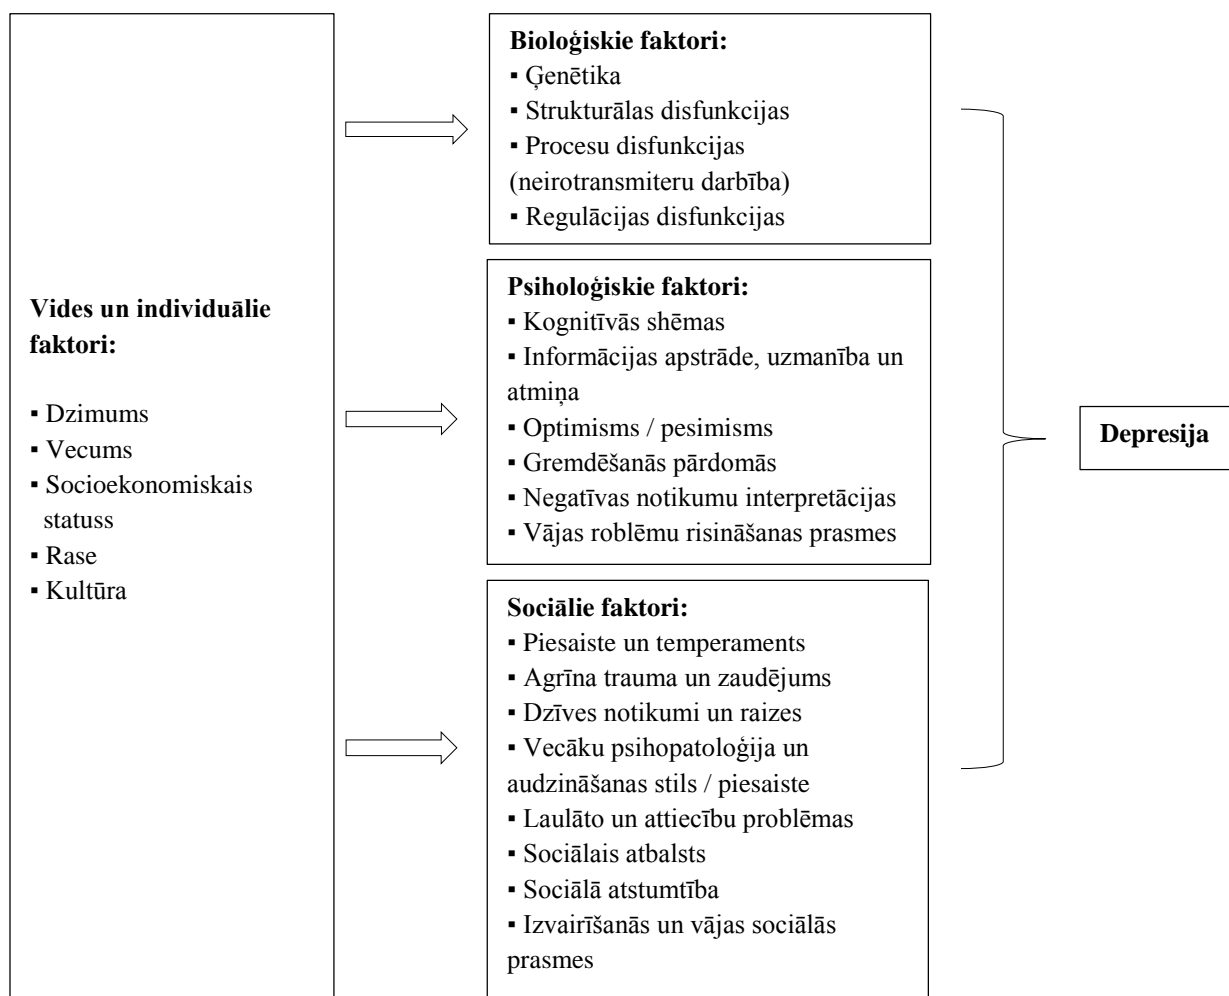 Vides un individuālie
faktori:
▪ Dzimums
▪ Vecums
▪ Socioekonomiskais
statuss
▪ Rase
▪ Kultūra
Bioloģiskie faktori:
▪ Ģenētika
▪ Strukturālas disfunkcijas
▪ Procesu disfunkcijas
(neirotransmiteru darbība)
▪ Regulācijas disfunkcijas
Psiholoģiskie faktori:
▪ Kognitīvās shēmas
▪ Informācijas apstrāde, uzmanība un
atmiņa
▪ Optimisms / pesimisms
▪ Gremdēšanās pārdomās
▪ Negatīvas notikumu interpretācijas
▪ Vājas roblēmu risināšanas prasmes
Sociālie faktori:
▪ Piesaiste un temperaments
▪ Agrīna trauma un zaudējums
▪ Dzīves notikumi un raizes
▪ Vecāku psihopatoloģija un
audzināšanas stils / piesaiste
▪ Laulāto un attiecību problēmas
▪ Sociālais atbalsts
▪ Sociālā atstumtība
▪ Izvairīšanās un vājas sociālās
prasmes
Depresija